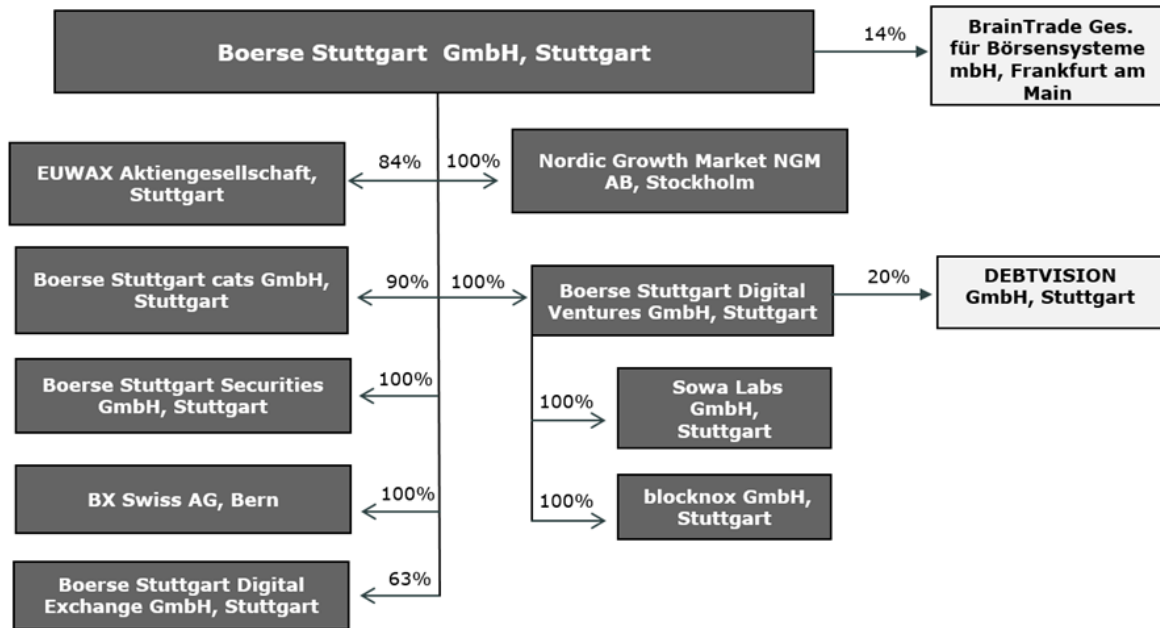 Boerse Stuttgart GmbH, Stuttgart
14%
BrainTrade Ges.
für Börsensysteme
mbH, Frankfurt am
Main
EUWAX Aktiengesellschaft,
Stuttgart
84%
100%
Nordic Growth Market NGM
AB, Stockholm
Boerse Stuttgart cats GmbH,
Stuttgart
90%
100%
Boerse Stuttgart Digital
Ventures GmbH, Stuttgart
20%
DEBTVISION
GmbH, Stuttgart
Boerse Stuttgart Securities
GmbH, Stuttgart
100%
100%
Sowa Labs
GmbH,
Stuttgart
BX Swiss AG, Bern
100%
100%
blocknox GmbH,
Stuttgart
Boerse Stuttgart Digital
Exchange GmbH, Stuttgart
63%